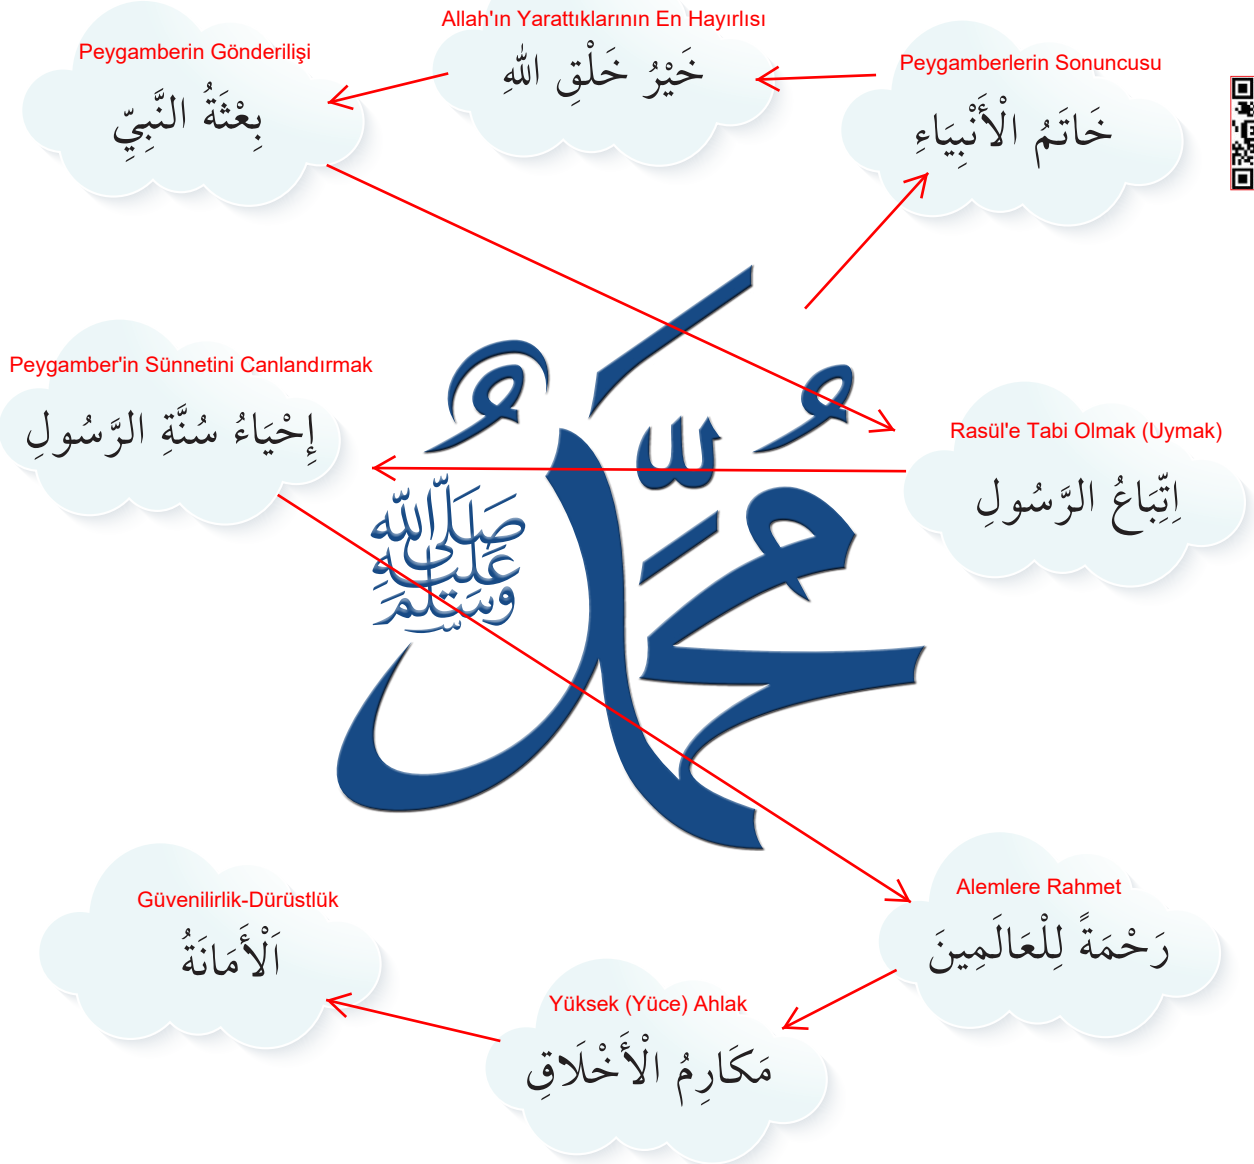 Allah'ın Yarattıklarının En Hayırlısı
خَيْرُ خَلْقِ اللهِ
Peygamberin Gönderilişi
بِعْثَةُ النَّبِيِّ
Peygamberlerin Sonuncusu
خَاتَمُ الْأَنْبِيَاءِ
Peygamber'in Sünnetini Canlandırmak
إِحْيَاءُ سُنَّةِ الرَّسُولِ
Rasül'e Tabi Olmak (Uymak)
اِتِّبَاعُ الرَّسُولِ
مُحَمَّدٌ
صَلَّى اللّٰهُ
عَلَيْهِ
وَسَلَّمَ
Alemlere Rahmet
رَحْمَةً لِلْعَالَمِينَ
Güvenilirlik-Dürüstlük
اَلْأَمَانَةُ
Yüksek (Yüce) Ahlak
مَكَارِمُ الْأَخْلَاقِ